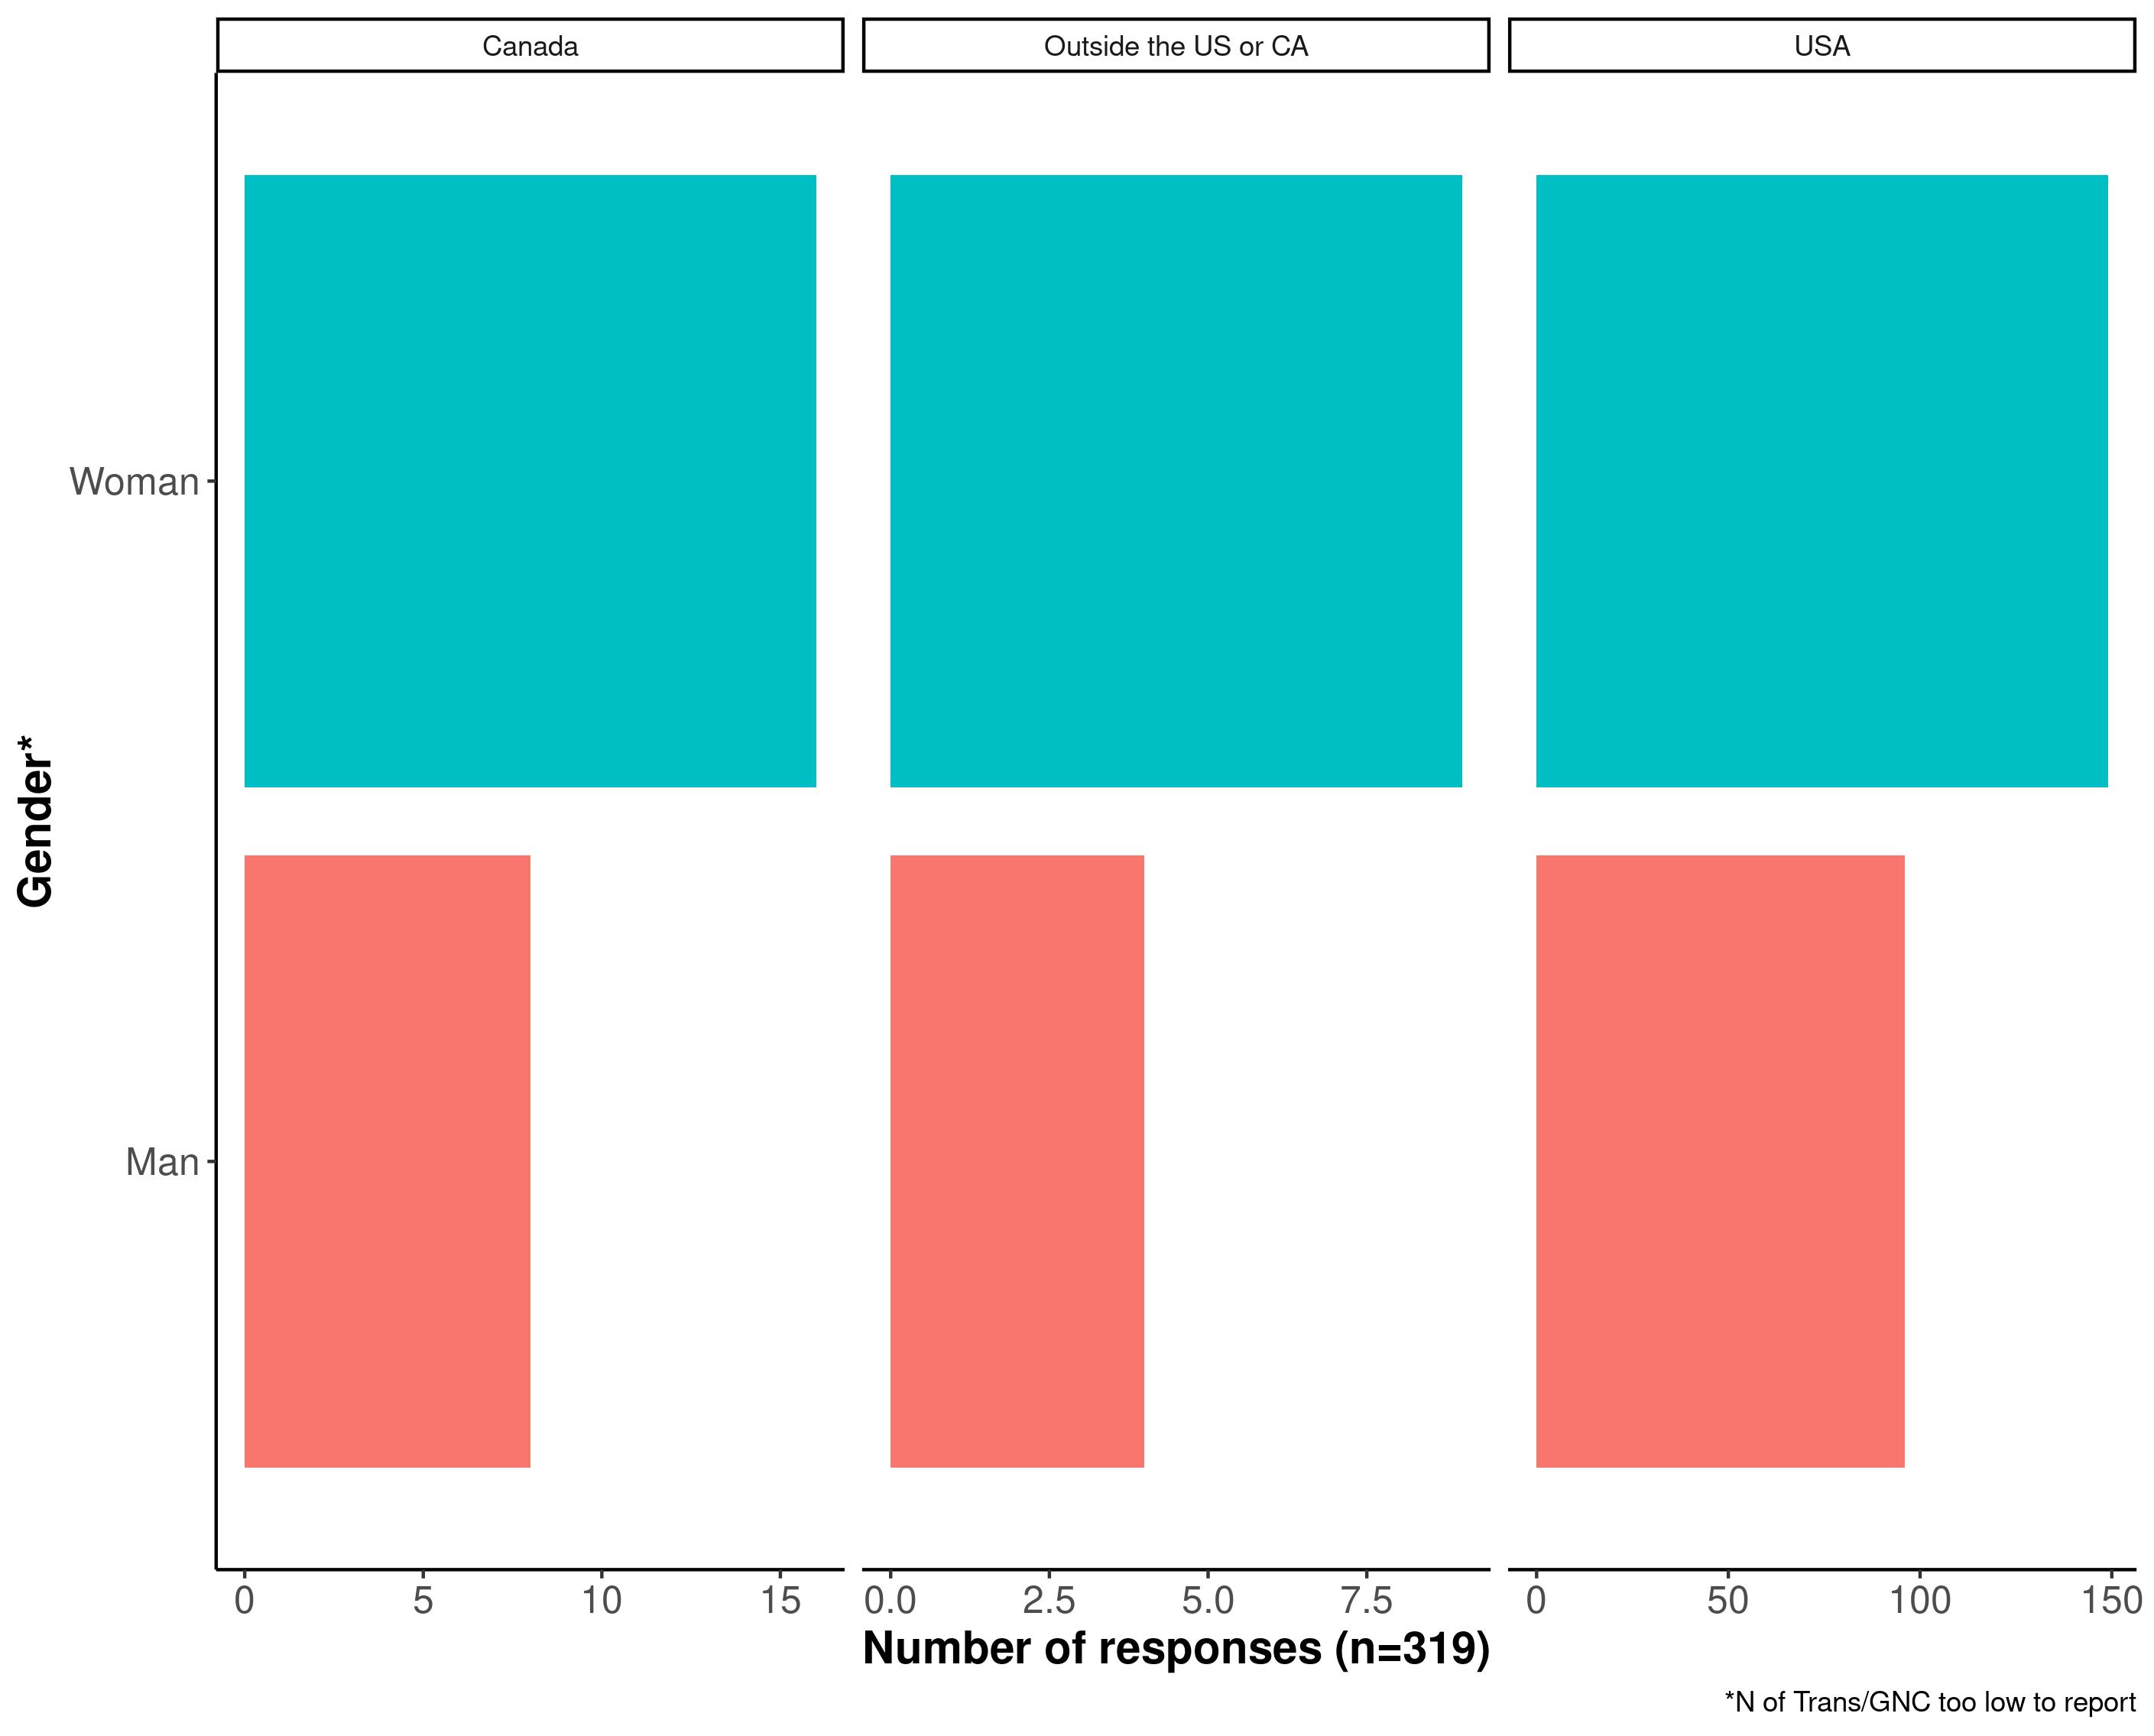 Canada
Outside the US or CA
USA
Gender*
Woman
Man
0 5 10 15
0.0 2.5 5.0 7.5
0 50 100 150
Number of responses (n=319)
*N of Trans/GNC too low to report